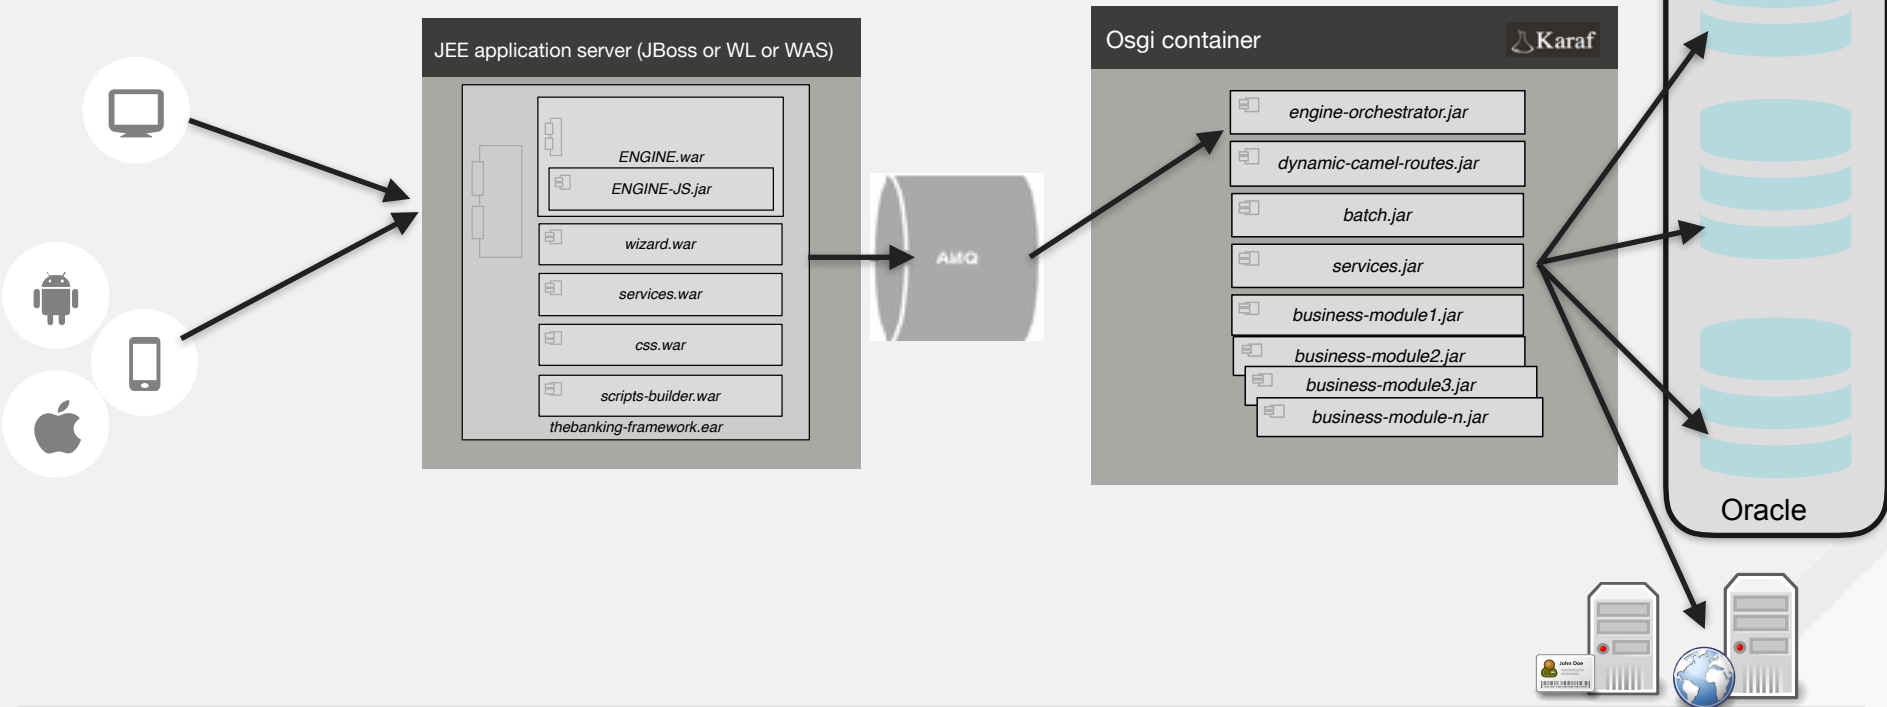 JEE application server (JBoss or WL or WAS)
ENGINE.war
ENGINE-JS.jar
wizard.war
services.war
css.war
scripts-builder.war
thebanking-framework.ear
AMQ
Osgi container
Karaf
engine-orchestrator.jar
dynamic-camel-routes.jar
batch.jar
services.jar
business-module1.jar
business-module2.jar
business-module3.jar
business-module-n.jar
Oracle
John Doe